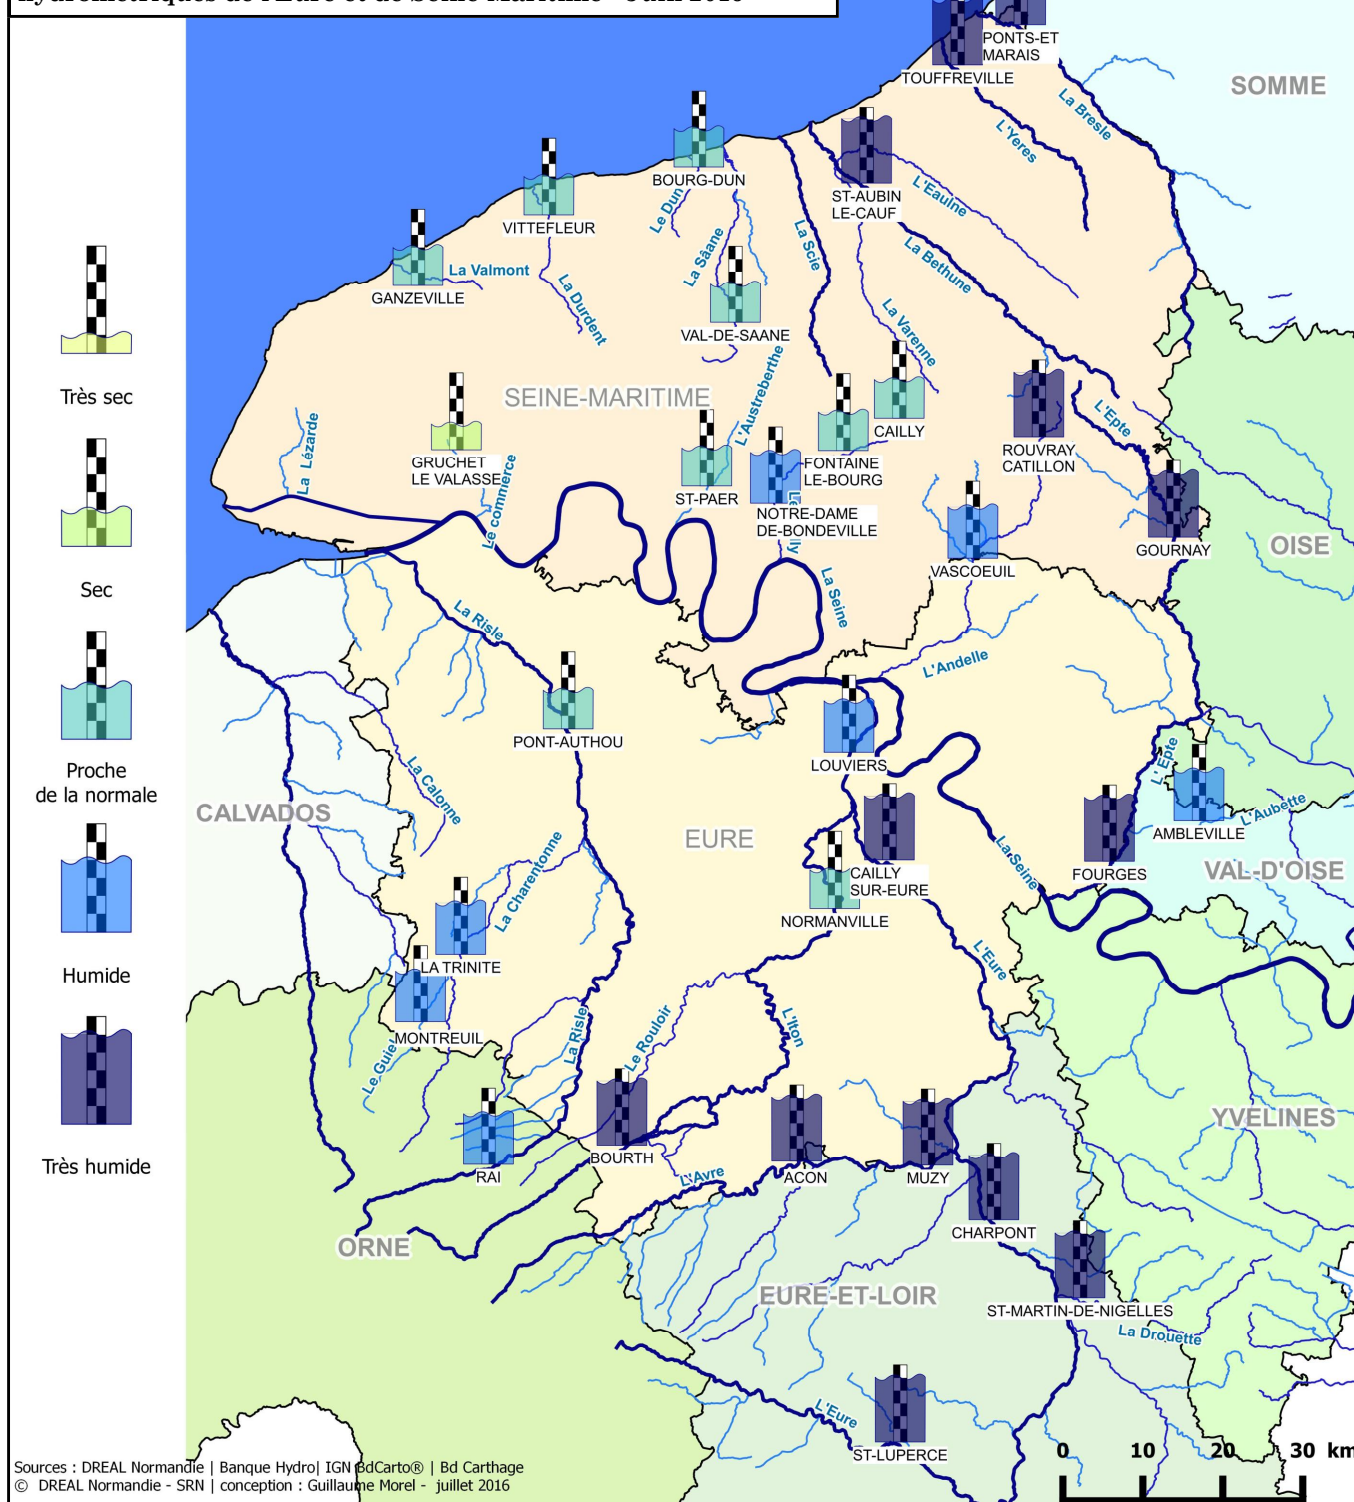 PONTS-ET
MARAIS
TOUFFREVILLE
SOMME
La Bresle
L'Yeres
BOURG-DUN
ST-AUBIN
LE-CAUF
L'Eaulne
VITTEFLEUR
Le Dun
La Sâane
La Scie
La Bethune
GANZEVILLE
La Valmont
La Durdent
VAL-DE-SAANE
La Varenne
Très sec
SEINE-MARITIME
L'Austreberthe
CAILLY
L'Epte
La Lézarde
GRUCHET
LE VALASSE
Le commerce
ST-PAER
FONTAINE
LE-BOURG
ROUVRAY
CATILLON
NOTRE-DAME
DE-BONDEVILLE
GOURNAY
OISE
Sec
VASCOEUIL
La Seine
La Risle
L'Andelle
PONT-AUTHOU
LOUVIERS
Proche
de la normale
La Calonne
L'Epte
CALVADOS
EURE
L'Aubette
AMBLEVILLE
La Charentonne
La Seine
CAILLY
SUR-EURE
FOURGES
VAL-D'OISE
NORMANVILLE
Humide
LA TRINITE
L'Eure
MONTREUIL
Le Guiel
La Risle
Le Rouloir
L'Iton
YVELINES
Très humide
RAI
BOURTH
L'Avre
ACON
MUZY
CHARPONT
ORNE
EURE-ET-LOIR
ST-MARTIN-DE-NIGELLES
La Drouette
L'Eure
ST-LUPERCE
0 10 20 30 km
Sources : DREAL Normandie | Banque Hydro| IGN BdCarto® | Bd Carthage
© DREAL Normandie - SRN | conception : Guillaume Morel - juillet 2016